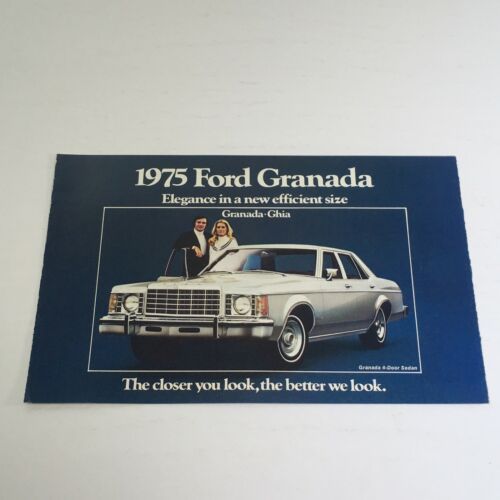 1975 Ford Granada
Elegance in a new efficient size
Granada-Ghia
Granada 4-Door Sedan
The closer you look, the better we look.